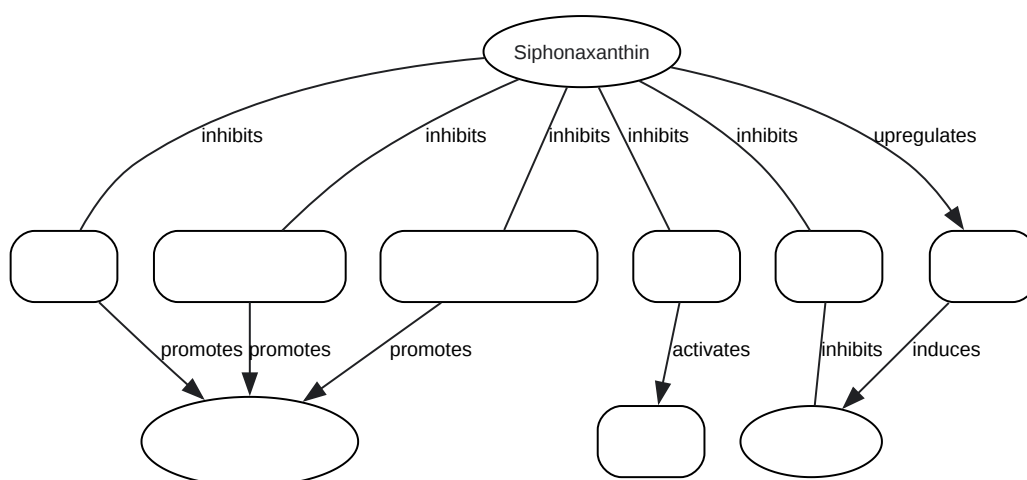 Siphonaxanthin
inhibits
inhibits
inhibits
inhibits
inhibits
upregulates
promotes
promotes
promotes
activates
inhibits
induces